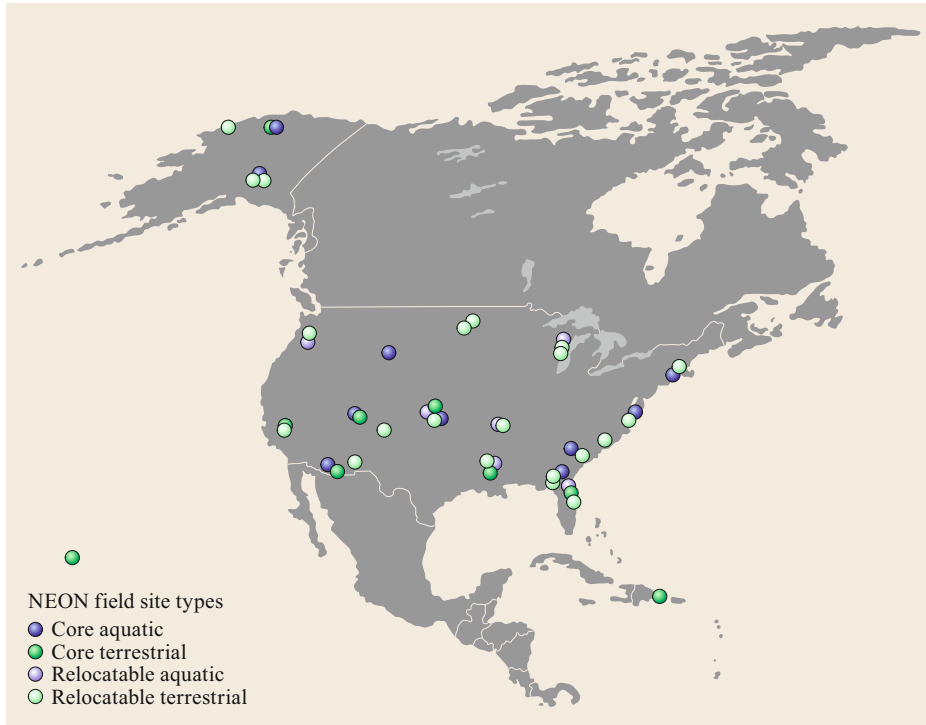 NEON field site types
Core aquatic
Core terrestrial
Relocatable aquatic
Relocatable terrestrial